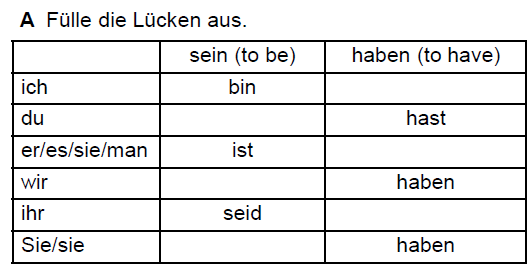 A Fülle die Lücken aus.
sein (to be) haben (to have)
ich bin
du hast
er/es/sie/man ist
wir haben
ihr seid
Sie/sie haben